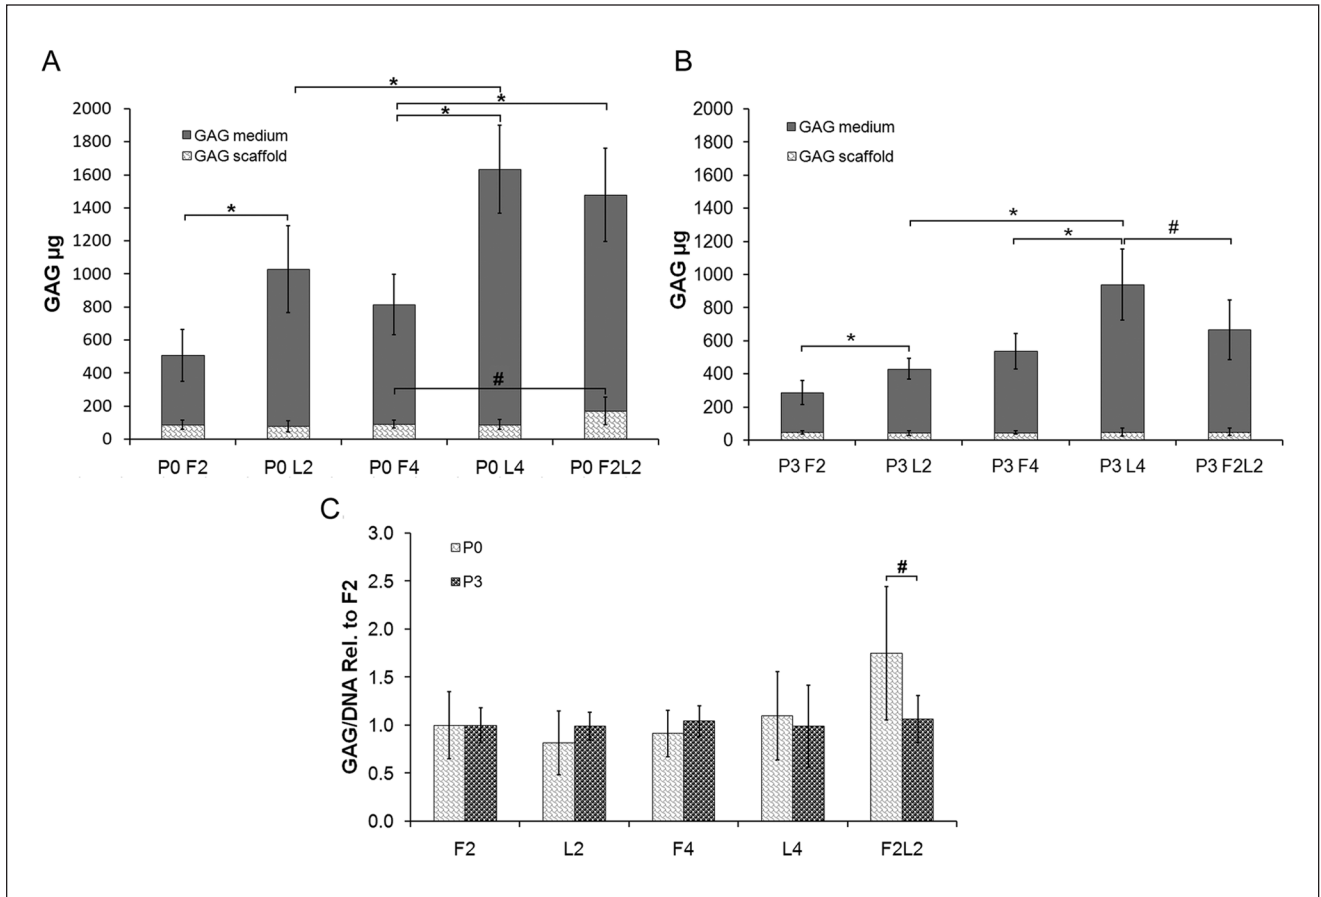 A
* * *
2000
1800
1600
1400
1200
1000
800
600
400
200
0
GAG µg
GAG medium
GAG scaffold
*
#
P0 F2 P0 L2 P0 F4 P0 L4 P0 F2L2
B
2000
1800
1600
1400
1200
1000
800
600
400
200
0
GAG µg
GAG medium
GAG scaffold
* * * #
P3 F2 P3 L2 P3 F4 P3 L4 P3 F2L2
C
3.0
2.5
2.0
1.5
1.0
0.5
0.0
GAG/DNA Rel. to F2
P0
P3
#
F2 L2 F4 L4 F2L2